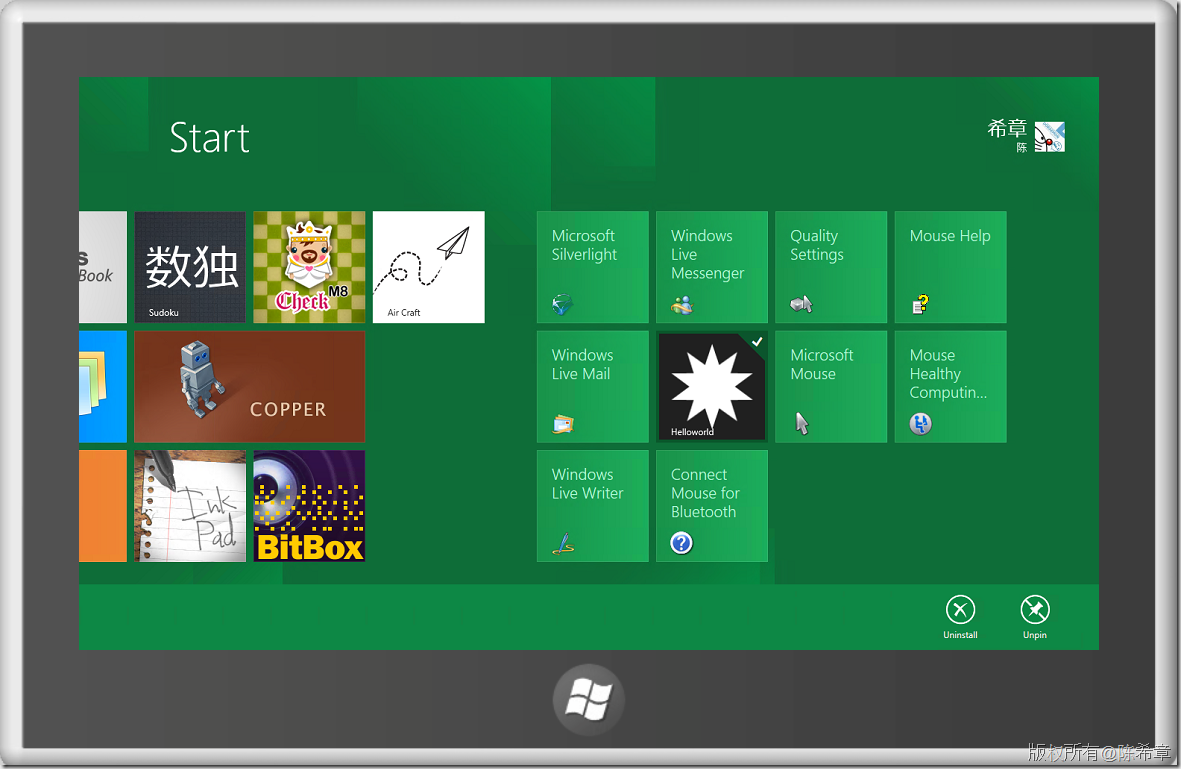 Start
希章
陈
s
Book
数独
Sudoku
Check M8
Air Craft
Microsoft
Silverlight
Windows
Live
Messenger
Quality
Settings
Mouse Help
COPPER
Windows
Live Mail
Helloworld
Microsoft
Mouse
Mouse
Healthy
Computin...
Ink
Pad
BitBox
Windows
Live Writer
Connect
Mouse for
Bluetooth
Uninstall
Unpin
版权所有@陈希章